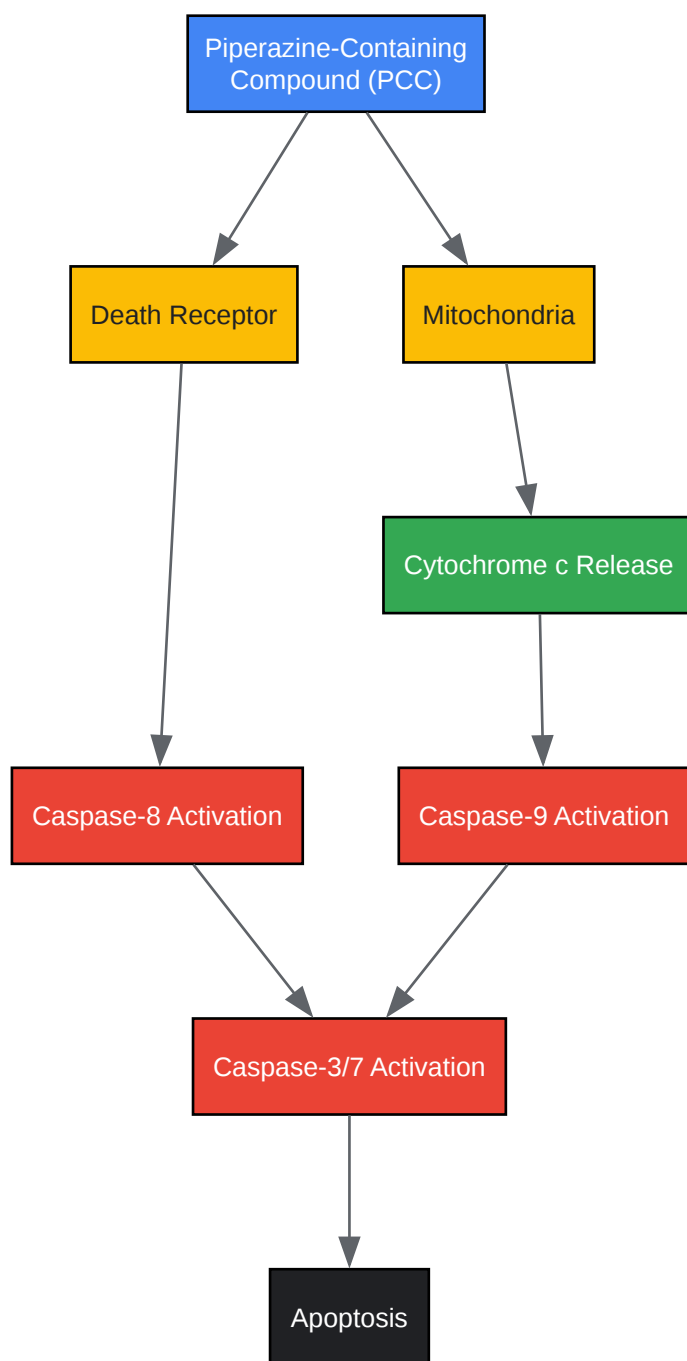 Piperazine-Containing
Compound (PCC)
Death Receptor
Mitochondria
Cytochrome c Release
Caspase-8 Activation
Caspase-9 Activation
Caspase-3/7 Activation
Apoptosis